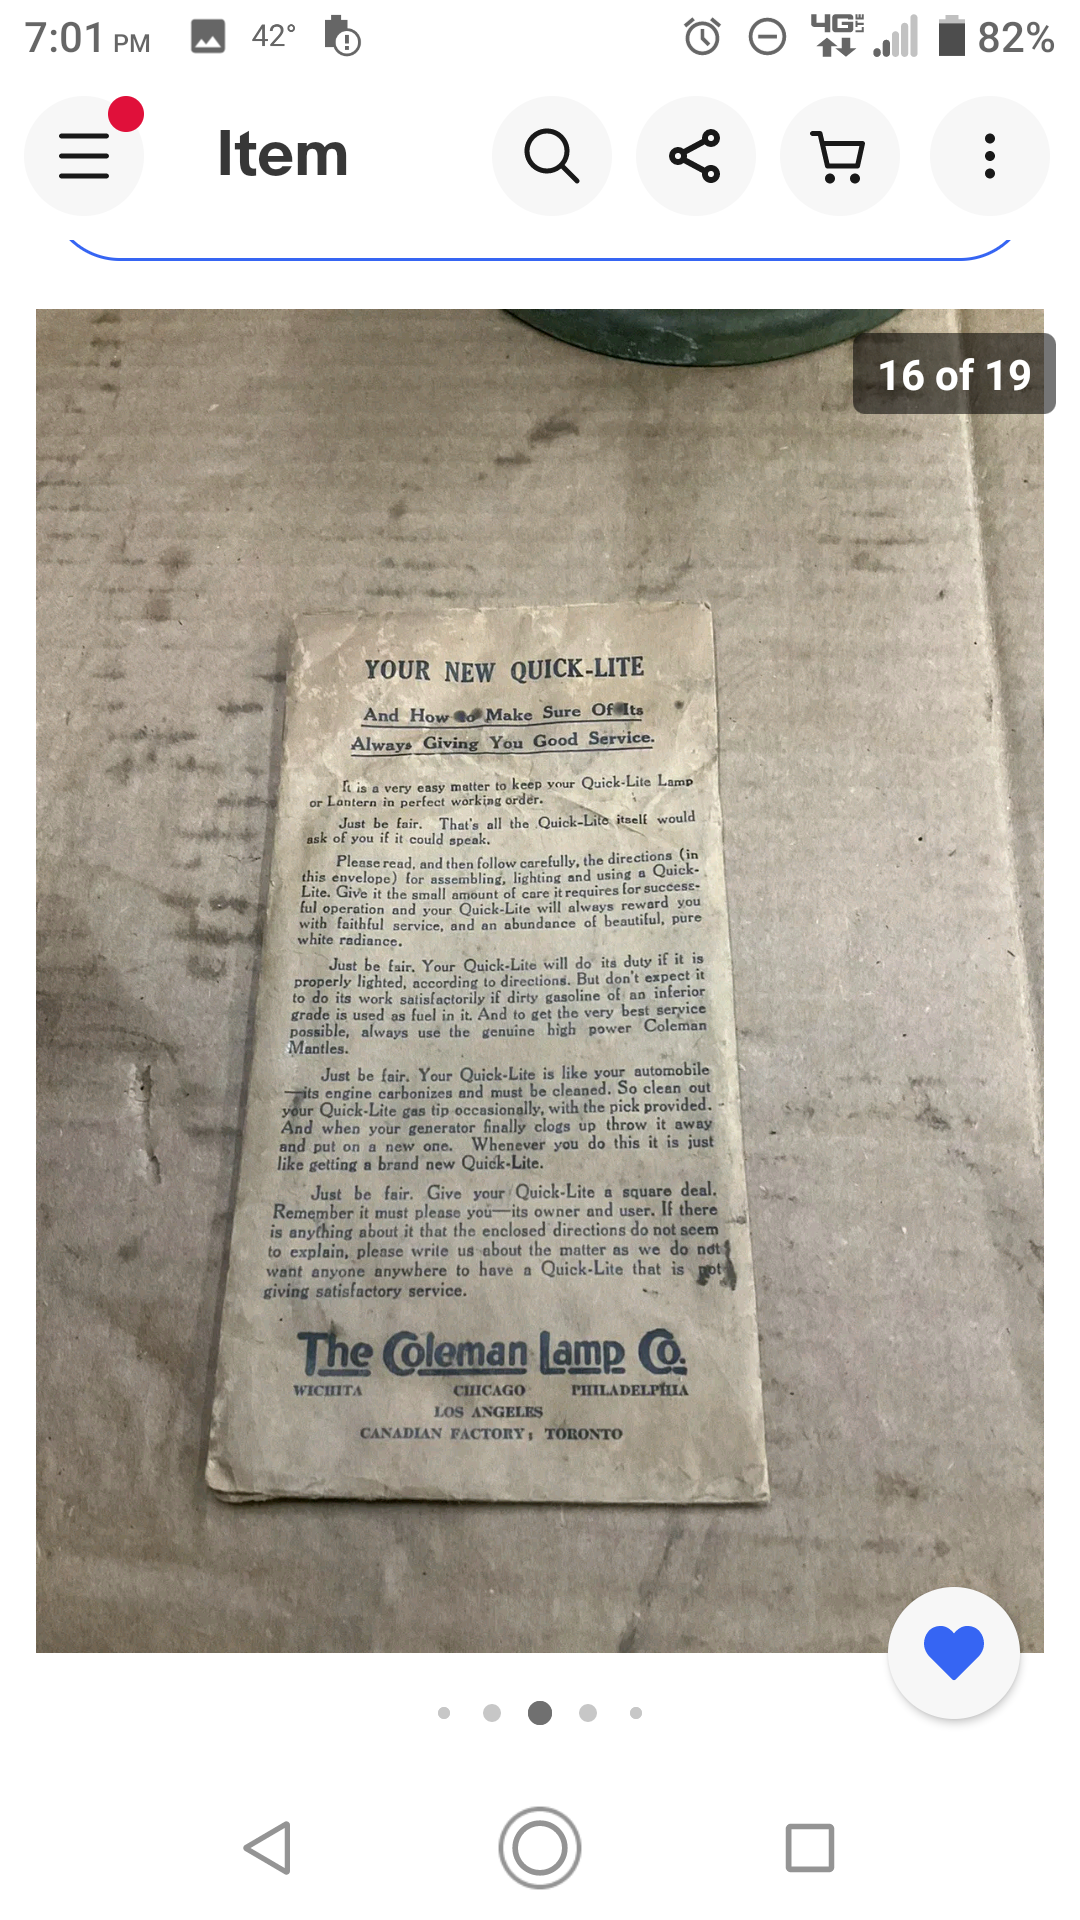 7:01 PM 42° 4G LTE 82%
Item
16 of 19
YOUR NEW QUICK-LITE
And How to Make Sure Of Its
Always Giving You Good Service.
It is a very easy matter to keep your Quick-Lite Lamp
or Lantern in perfect working order.
Just be fair. That's all the Quick-Lite itself would
ask of you if it could speak.
Please read, and then follow carefully, the directions (in
this envelope) for assembling, lighting and using a Quick-
Lite. Give it the small amount of care it requires for success-
ful operation and your Quick-Lite will always reward you
with faithful service, and an abundance of beautiful, pure
white radiance.
Just be fair. Your Quick-Lite will do its duty if it is
properly lighted, according to directions. But don't expect it
to do its work satisfactorily if dirty gasoline of an inferior
grade is used as fuel in it. And to get the very best service
possible, always use the genuine high power Coleman
Mantles.
Just be fair. Your Quick-Lite is like your automobile
—its engine carbonizes and must be cleaned. So clean out
your Quick-Lite gas tip occasionally, with the pick provided.
And when your generator finally clogs up throw it away
and put on a new one. Whenever you do this it is just
like getting a brand new Quick-Lite.
Just be fair. Give your Quick-Lite a square deal.
Remember it must please you—its owner and user. If there
is anything about it that the enclosed directions do not seem
to explain, please write us about the matter as we do not
want anyone anywhere to have a Quick-Lite that is not
giving satisfactory service.
The Coleman Lamp Co.
WICHITA CHICAGO PHILADELPHIA
LOS ANGELES
CANADIAN FACTORY; TORONTO